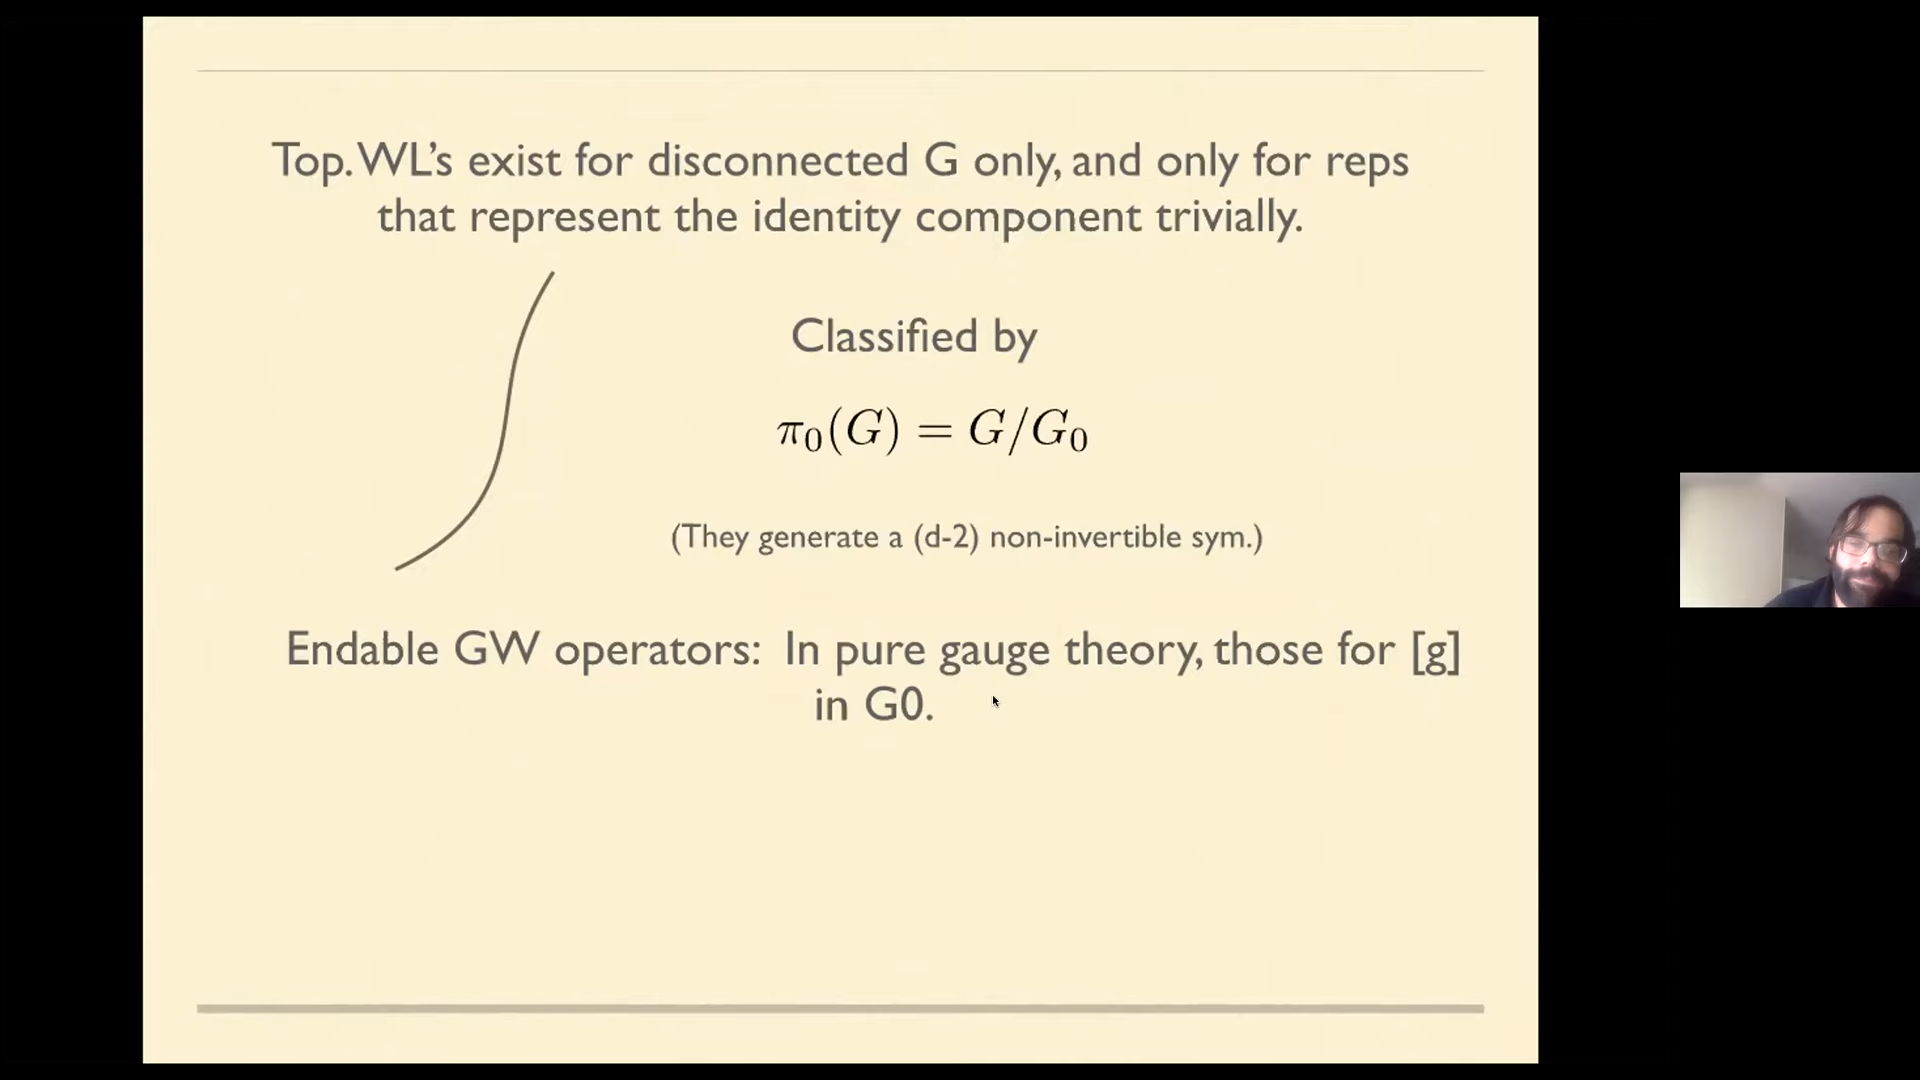 Top. WL’s exist for disconnected G only, and only for reps
that represent the identity component trivially.
Classified by
π₀(G) = G/G₀
(They generate a (d-2) non-invertible sym.)
Endable GW operators: In pure gauge theory, those for [g]
in G0.